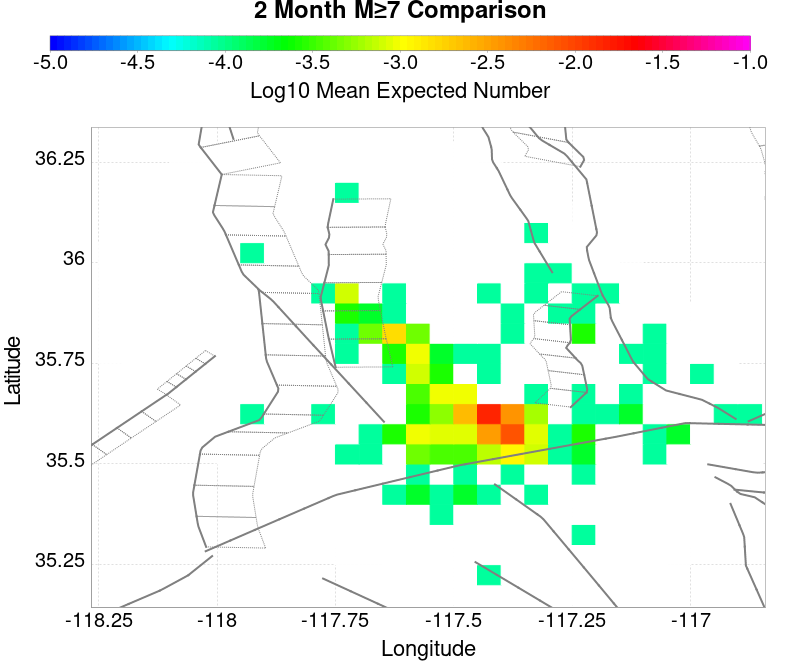 2 Month M≥7 Comparison
-5.0 -4.5 -4.0 -3.5 -3.0 -2.5 -2.0 -1.5 -1.0
Log10 Mean Expected Number
36.25
36
35.75
35.5
35.25
Latitude
-118.25 -118 -117.75 -117.5 -117.25 -117
Longitude